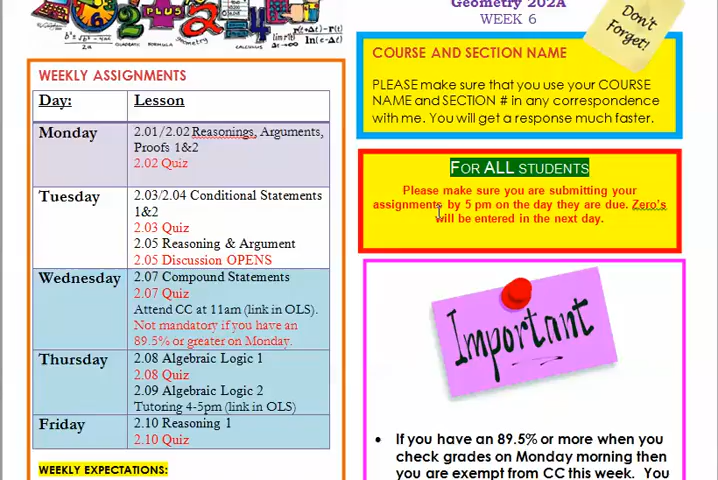 Geometry 202A
WEEK 6
Don't
Forget!
PLUS
QUADRATIC FORMULA
geometry
CALCULUS
WEEKLY ASSIGNMENTS
Day: Lesson
Monday 2.01/2.02 Reasonings, Arguments,
Proofs 1&2
2.02 Quiz
Tuesday 2.03/2.04 Conditional Statements
1&2
2.03 Quiz
2.05 Reasoning & Argument
2.05 Discussion OPENS
Wednesday 2.07 Compound Statements
2.07 Quiz
Attend CC at 11am (link in OLS).
Not mandatory if you have an
89.5% or greater on Monday.
Thursday 2.08 Algebraic Logic 1
2.08 Quiz
2.09 Algebraic Logic 2
Tutoring 4-5pm (link in OLS)
Friday 2.10 Reasoning 1
2.10 Quiz
WEEKLY EXPECTATIONS:
COURSE AND SECTION NAME
PLEASE make sure that you use your COURSE
NAME and SECTION # in any correspondence
with me. You will get a response much faster.
FOR ALL STUDENTS
Please make sure you are submitting your
assignments by 5 pm on the day they are due. Zero's
will be entered in the next day.
Important
• If you have an 89.5% or more when you
check grades on Monday morning then
you are exempt from CC this week. You